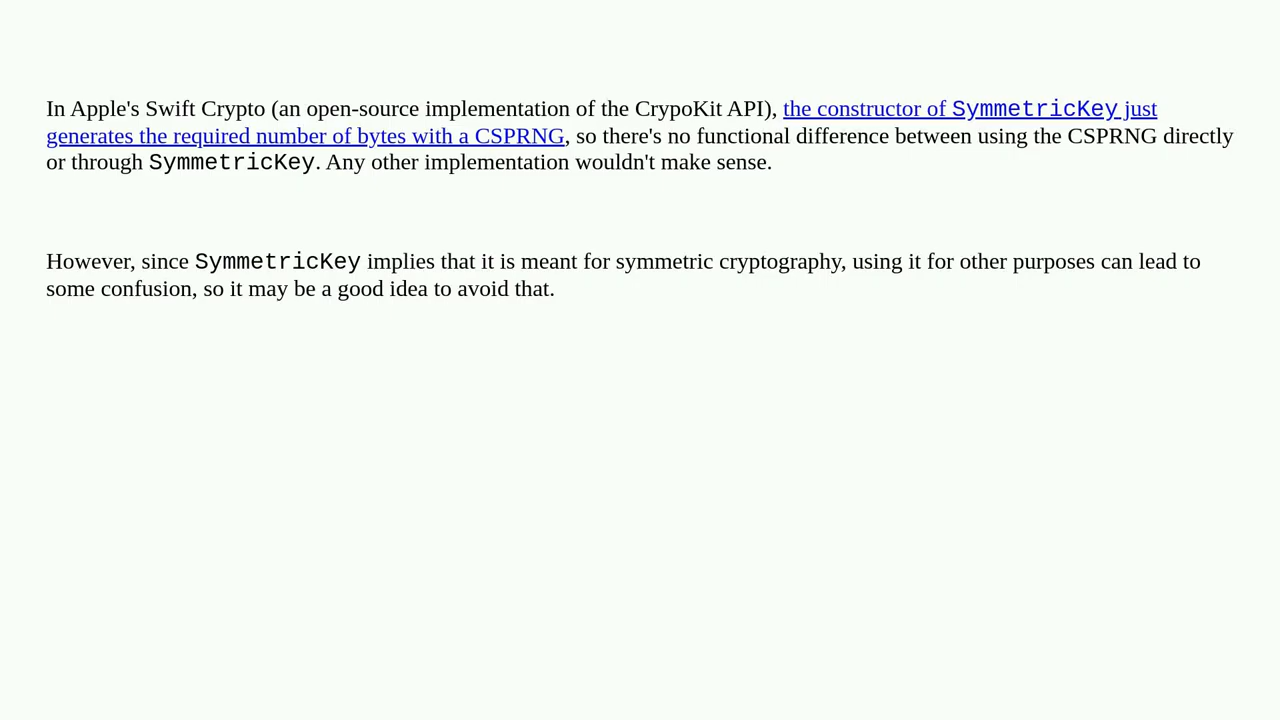 In Apple's Swift Crypto (an open-source implementation of the CrypoKit API), the constructor of SymmetricKey just
generates the required number of bytes with a CSPRNG, so there's no functional difference between using the CSPRNG directly
or through SymmetricKey. Any other implementation wouldn't make sense.
However, since SymmetricKey implies that it is meant for symmetric cryptography, using it for other purposes can lead to
some confusion, so it may be a good idea to avoid that.